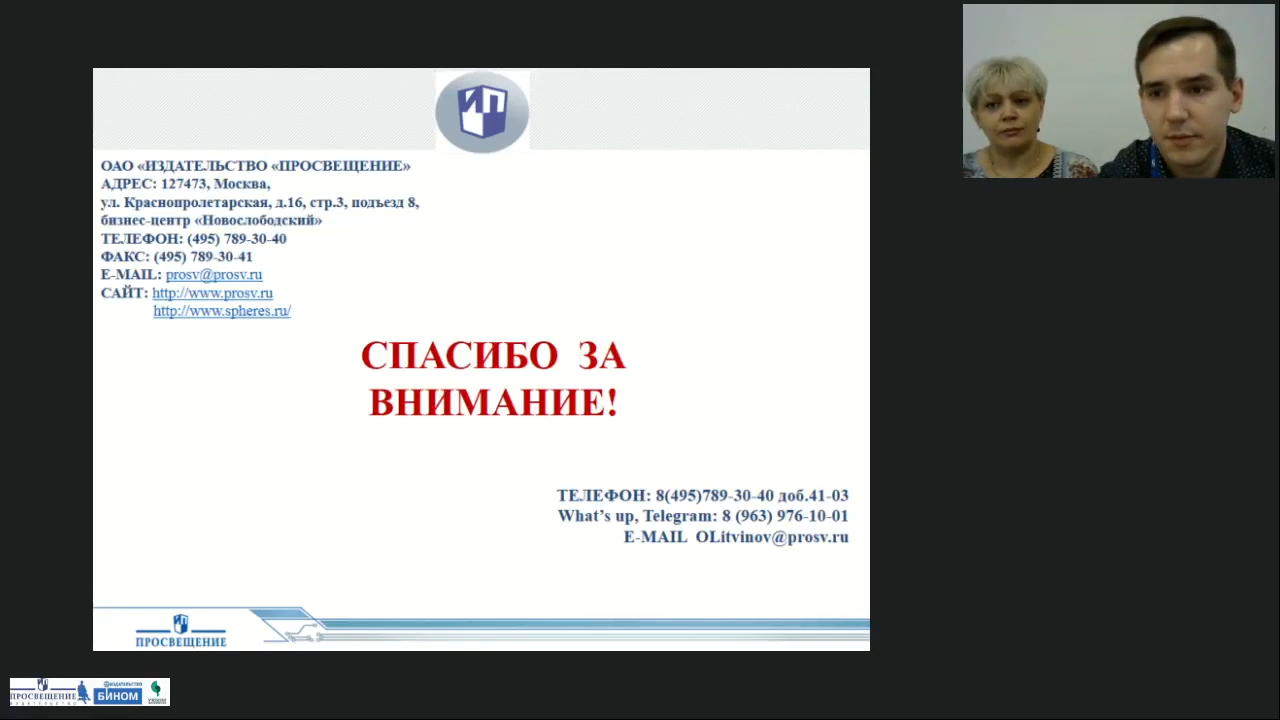 ИП
ОАО «ИЗДАТЕЛЬСТВО «ПРОСВЕЩЕНИЕ»
АДРЕС: 127473, Москва,
ул. Краснопролетарская, д.16, стр.3, подъезд 8,
бизнес-центр «Новослободский»
ТЕЛЕФОН: (495) 789-30-40
ФАКС: (495) 789-30-41
E-MAIL: prosv@prosv.ru
САЙТ: http://www.prosv.ru
http://www.spheres.ru/
СПАСИБО ЗА
ВНИМАНИЕ!
ТЕЛЕФОН: 8(495)789-30-40 доб.41-03
What’s up, Telegram: 8 (963) 976-10-01
E-MAIL OLitvinov@prosv.ru
ПРОСВЕЩЕНИЕ
ПРОСВЕЩЕНИЕ
ИЗДАТЕЛЬСТВО
ИЗДАТЕЛЬСТВО
БИНОМ